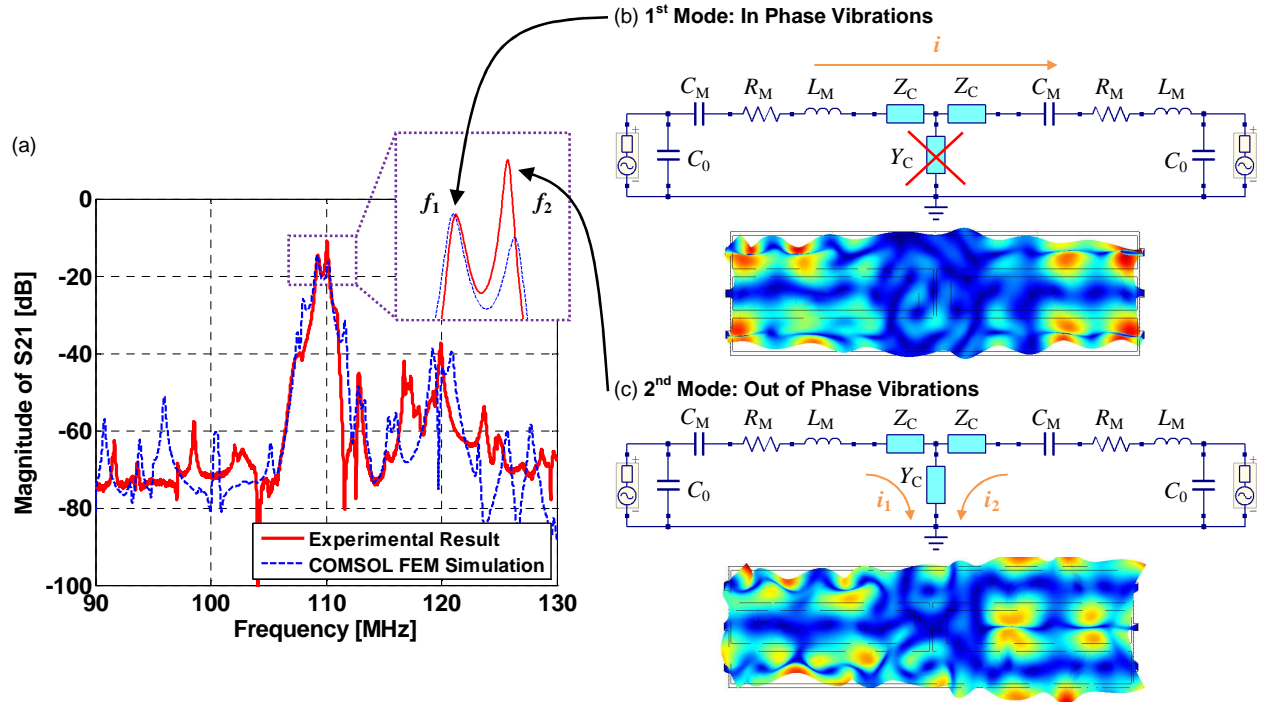 (a)
Magnitude of S21 [dB]
0
-20
-40
-60
-80
-100
90
100
110
120
130
Frequency [MHz]
Experimental Result
COMSOL FEM Simulation
f1
f2
(b) 1st Mode: In Phase Vibrations
i
CM RM LM ZC ZC CM RM LM
C0 YC C0
+ +
(c) 2nd Mode: Out of Phase Vibrations
CM RM LM ZC ZC CM RM LM
C0 YC C0
i1 i2
+ +